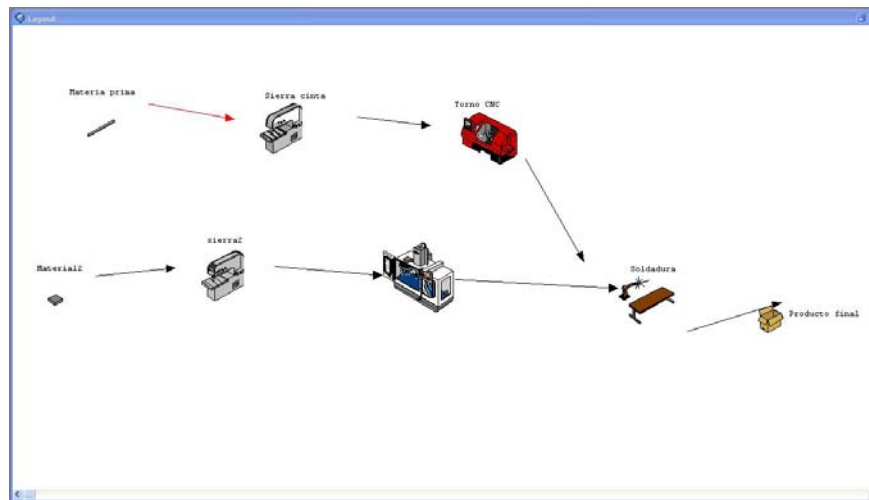 Layout
Materia prima
Sierra cinta
Torno CNC
sierra2
Material2
Soldadura
Producto final